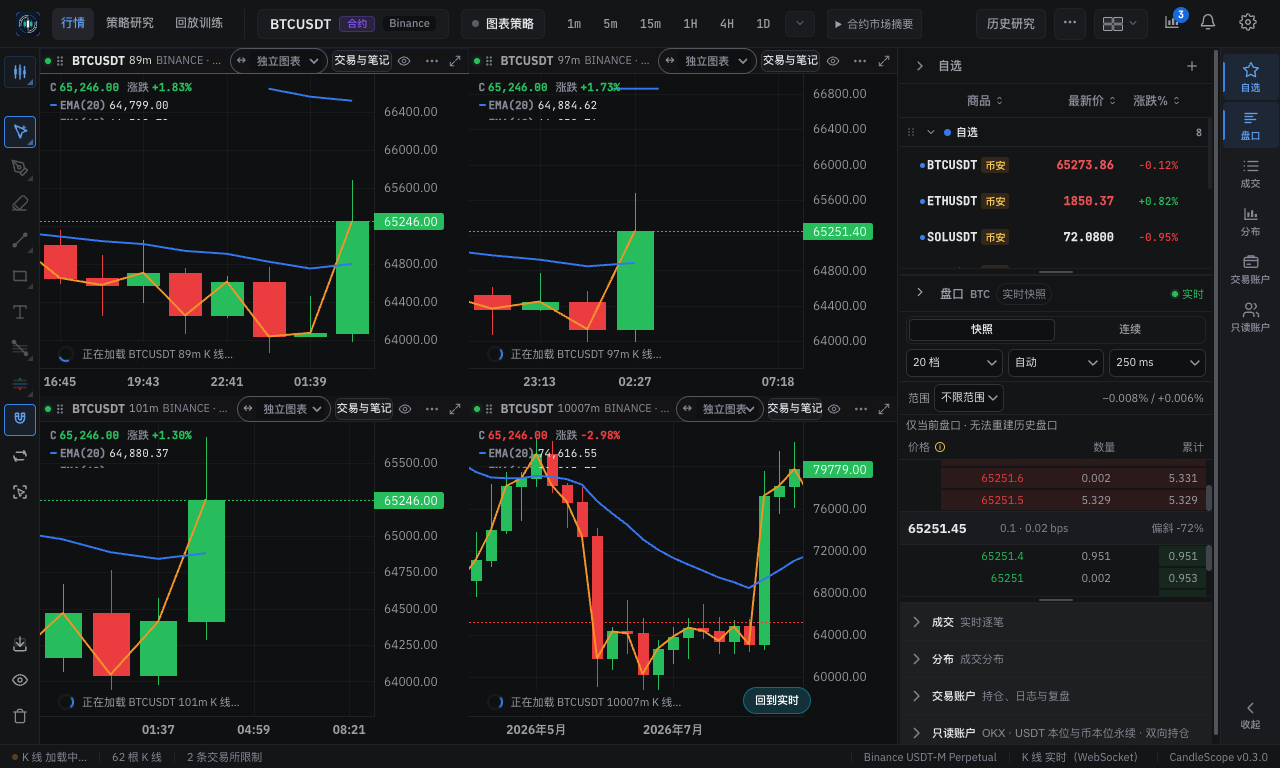 行情 策略研究 回放训练 BTCUSDT 合约 Binance 图表策略 1m 5m 15m 1H 4H 1D 合约市场摘要 历史研究 3
BTCUSDT 89m BINANCE · ... 独立图表 交易与笔记
C 65,246.00 涨跌 +1.83%
EMA(20) 64,799.00
66400.00
66000.00
65600.00
65246.00
64800.00
64400.00
64000.00
正在加载 BTCUSDT 89m K 线...
16:45 19:43 22:41 01:39
BTCUSDT 97m BINANCE · ... 独立图表 交易与笔记
C 65,246.00 涨跌 +1.73%
EMA(20) 64,884.62
66800.00
66400.00
66000.00
65600.00
65251.40
64800.00
64400.00
64000.00
正在加载 BTCUSDT 97m K 线...
23:13 02:27 07:18
BTCUSDT 101m BINANCE · ... 独立图表 交易与笔记
C 65,246.00 涨跌 +1.30%
EMA(20) 64,880.37
65500.00
65246.00
65000.00
64750.00
64500.00
64250.00
64000.00
正在加载 BTCUSDT 101m K 线...
01:37 04:59 08:21
BTCUSDT 10007m BINANCE · ... 独立图表 交易与笔记
C 65,246.00 涨跌 -2.98%
EMA(20) 74,616.55
79779.00
76000.00
72000.00
68000.00
64000.00
60000.00
正在加载 BTCUSDT 10007m K 线...
回到实时
2026年5月 2026年7月
自选
商品 最新价 涨跌%
自选 8
BTCUSDT 币安 65273.86 -0.12%
ETHUSDT 币安 1850.37 +0.82%
SOLUSDT 币安 72.0800 -0.95%
盘口 BTC 实时快照 实时
快照 连续
20 档 自动 250 ms
范围 不限范围 −0.008% / +0.006%
仅当前盘口 · 无法重建历史盘口
价格 数量 累计
65251.6 0.002 5.331
65251.5 5.329 5.329
65251.45 0.1 · 0.02 bps 偏斜 -72%
65251.4 0.951 0.951
65251 0.002 0.953
成交 实时逐笔
分布 成交分布
交易账户 持仓、日志与复盘
只读账户 OKX · USDT 本位与币本位永续 · 双向持仓
自选
盘口
成交
分布
交易账户
只读账户
收起
K 线 加载中... 62 根 K 线 2 条交易所限制 Binance USDT-M Perpetual K 线 实时（WebSocket） CandleScope v0.3.0